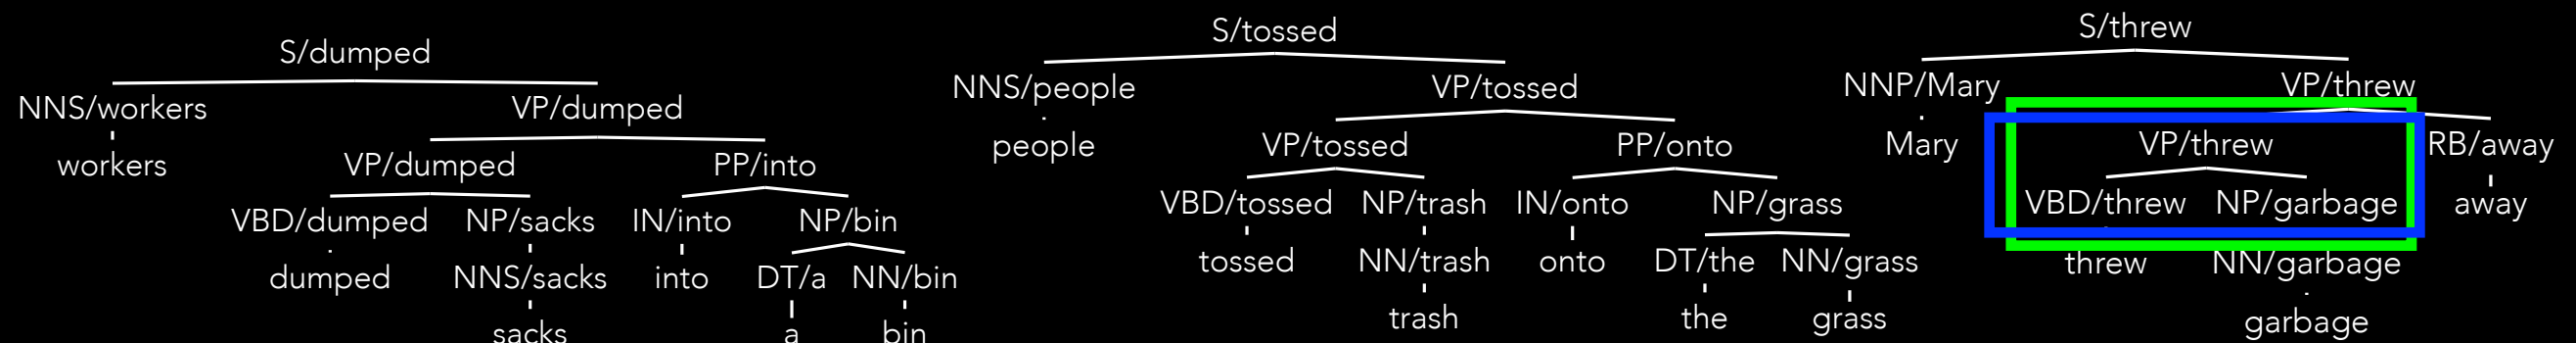 S/dumped
NNS/workers VP/dumped
workers VP/dumped PP/into
VBD/dumped NP/sacks IN/into NP/bin
dumped NNS/sacks into DT/a NN/bin
sacks a bin
S/tossed
NNS/people VP/tossed
people VP/tossed PP/onto
VBD/tossed NP/trash IN/onto NP/grass
tossed NN/trash onto DT/the NN/grass
trash the grass
S/threw
NNP/Mary VP/threw
Mary VP/threw RB/away
VBD/threw NP/garbage away
threw NN/garbage
garbage